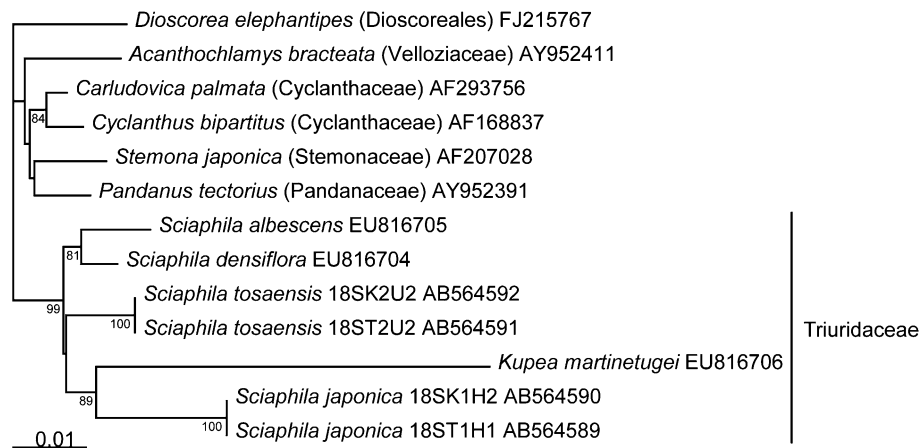 Dioscorea elephantipes (Dioscoreales) FJ215767
Acanthochlamys bracteata (Velloziaceae) AY952411
Carludovica palmata (Cyclanthaceae) AF293756
84
Cyclanthus bipartitus (Cyclanthaceae) AF168837
Stemona japonica (Stemonaceae) AF207028
Pandanus tectorius (Pandanaceae) AY952391
Sciaphila albescens EU816705
81
Sciaphila densiflora EU816704
Sciaphila tosaensis 18SK2U2 AB564592
99
100
Sciaphila tosaensis 18ST2U2 AB564591
Triuridaceae
Kupea martinetugei EU816706
89
Sciaphila japonica 18SK1H2 AB564590
100
Sciaphila japonica 18ST1H1 AB564589
0.01